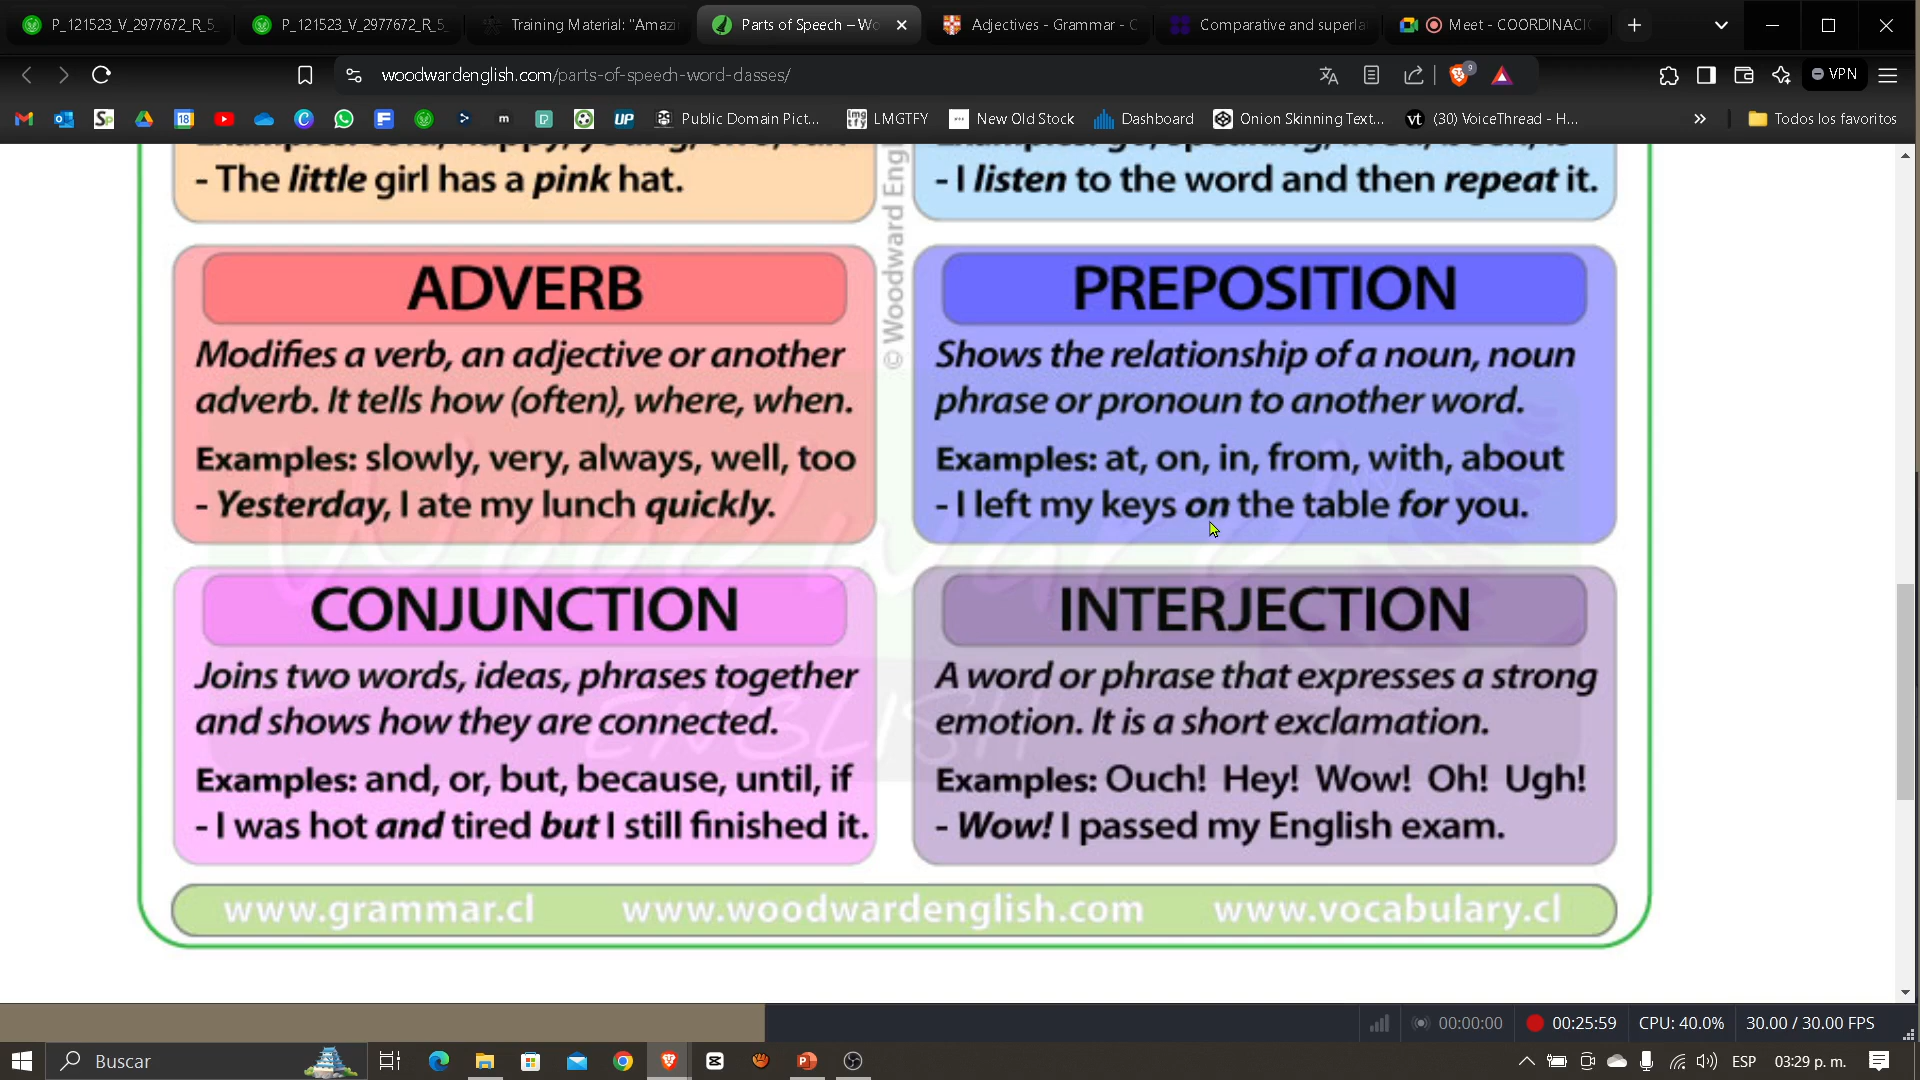 P_121523_V_2977672_R_5
P_121523_V_2977672_R_5
Training Material: "Amazi
Parts of Speech – Wo
Adjectives - Grammar - C
Comparative and superla
Meet - COORDINACI
woodwardenglish.com/parts-of-speech-word-classes/
9
VPN
18
UP
Public Domain Pict...
LMGTFY
New Old Stock
Dashboard
Onion Skinning Text...
vt
(30) VoiceThread - H...
Todos los favoritos
- The little girl has a pink hat.
- I listen to the word and then repeat it.
© Woodward Engl
ADVERB
Modifies a verb, an adjective or another
adverb. It tells how (often), where, when.
Examples: slowly, very, always, well, too
- Yesterday, I ate my lunch quickly.
PREPOSITION
Shows the relationship of a noun, noun
phrase or pronoun to another word.
Examples: at, on, in, from, with, about
- I left my keys on the table for you.
CONJUNCTION
Joins two words, ideas, phrases together
and shows how they are connected.
Examples: and, or, but, because, until, if
- I was hot and tired but I still finished it.
INTERJECTION
A word or phrase that expresses a strong
emotion. It is a short exclamation.
Examples: Ouch! Hey! Wow! Oh! Ugh!
- Wow! I passed my English exam.
Woodward
ENGLISH
www.grammar.cl www.woodwardenglish.com www.vocabulary.cl
00:00:00
00:25:59
CPU: 40.0%
30.00 / 30.00 FPS
Buscar
ESP
03:29 p. m.